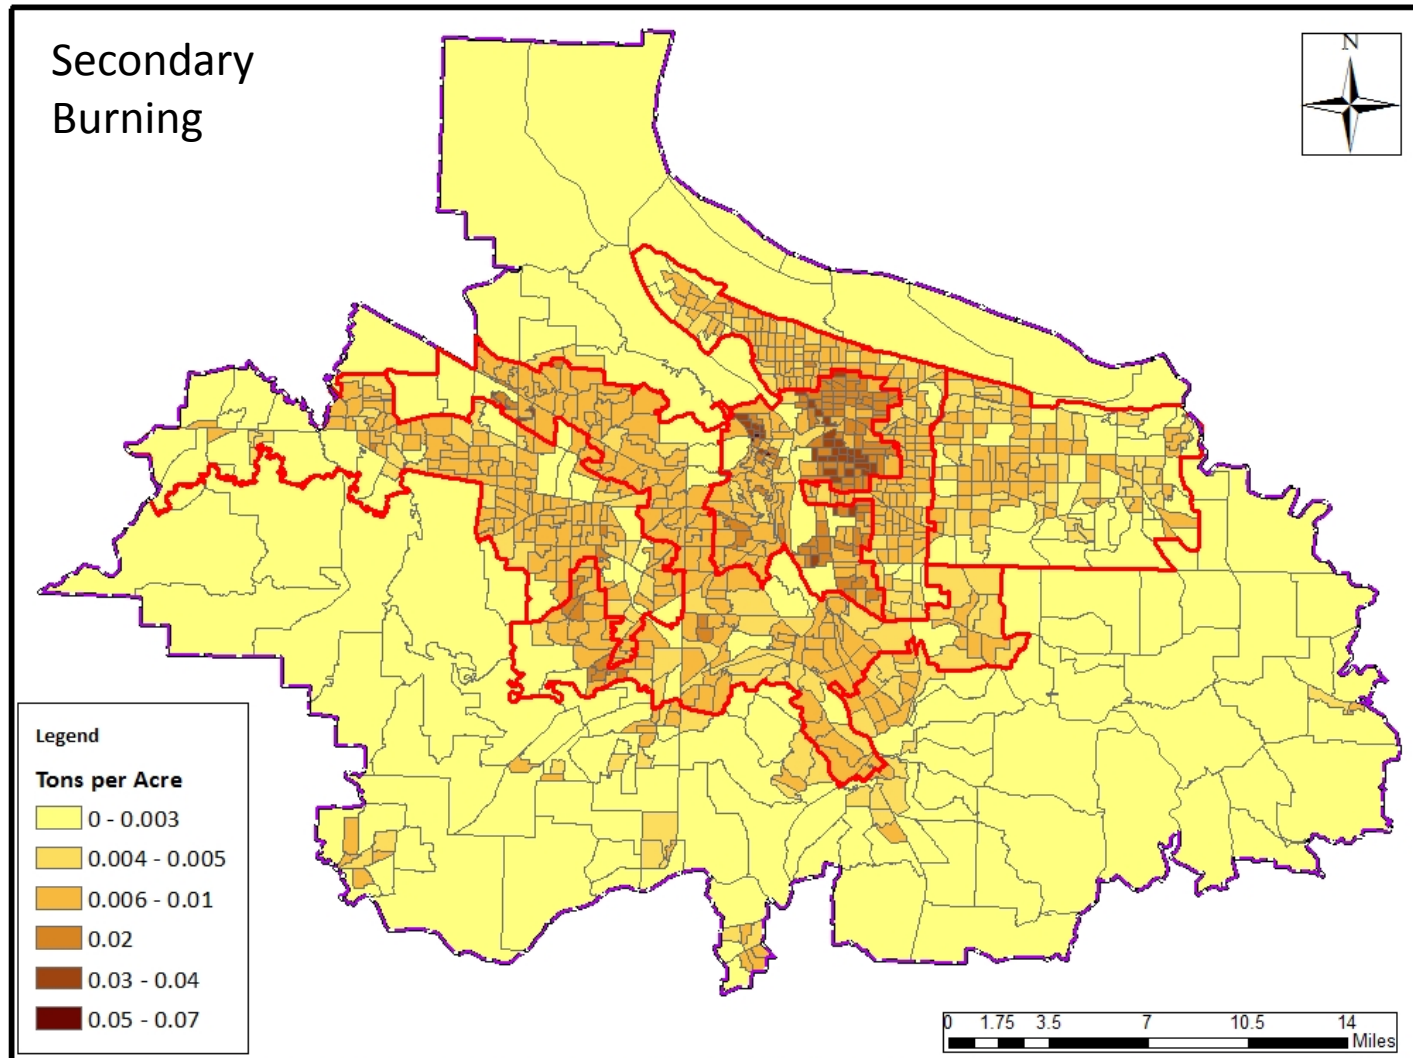 Secondary
Burning
N
Legend
Tons per Acre
0 - 0.003
0.004 - 0.005
0.006 - 0.01
0.02
0.03 - 0.04
0.05 - 0.07
0 1.75 3.5 7 10.5 14
Miles